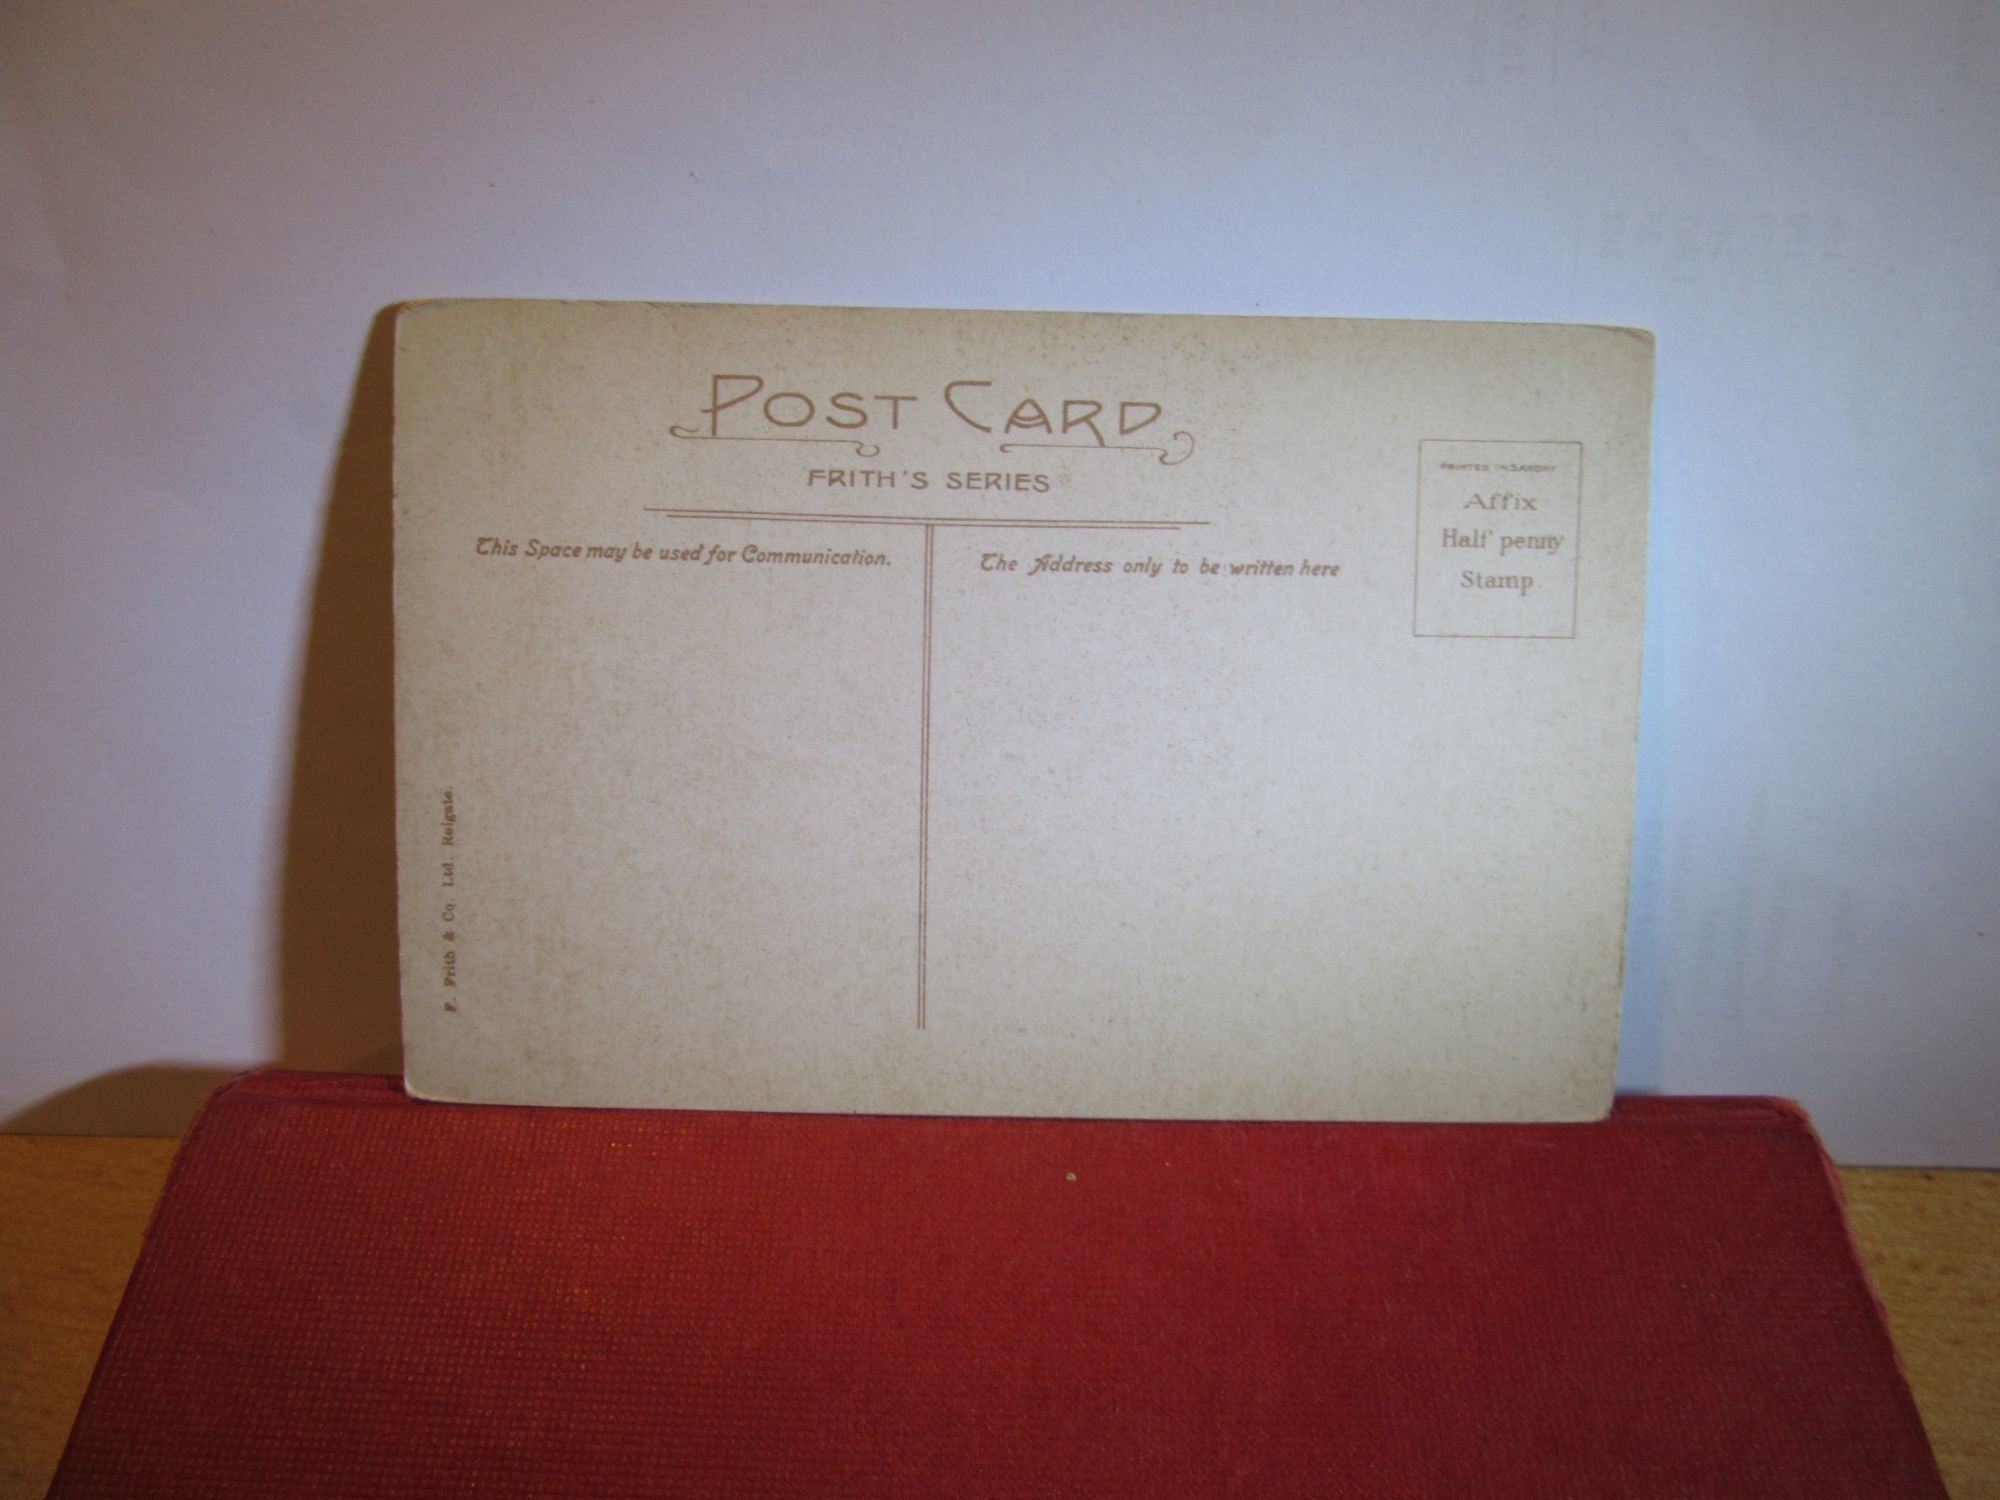 POST CARD
FRITH'S SERIES
This Space may be used for Communication.
The Address only to be written here
PRINTED IN SAXONY
Affix
Half penny
Stamp
F. Frith & Co. Ltd. Reigate.